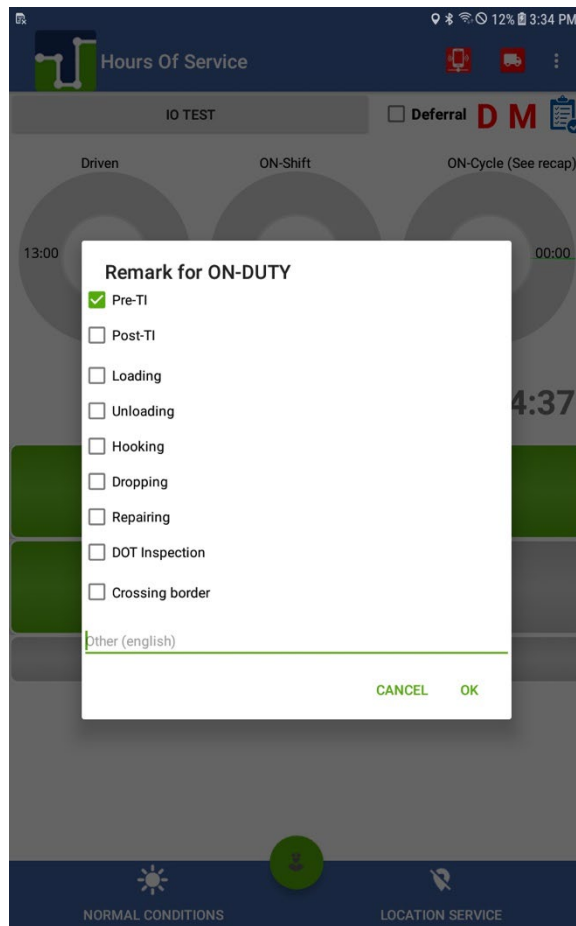 12% 3:34 PM
Hours Of Service
IO TEST
Deferral D M
Driven ON-Shift ON-Cycle (See recap)
13:00 00:00
Remark for ON-DUTY
Pre-TI
Post-TI
Loading
4:37
Unloading
Hooking
Dropping
Repairing
DOT Inspection
Crossing border
Other (english)
CANCEL OK
NORMAL CONDITIONS LOCATION SERVICE